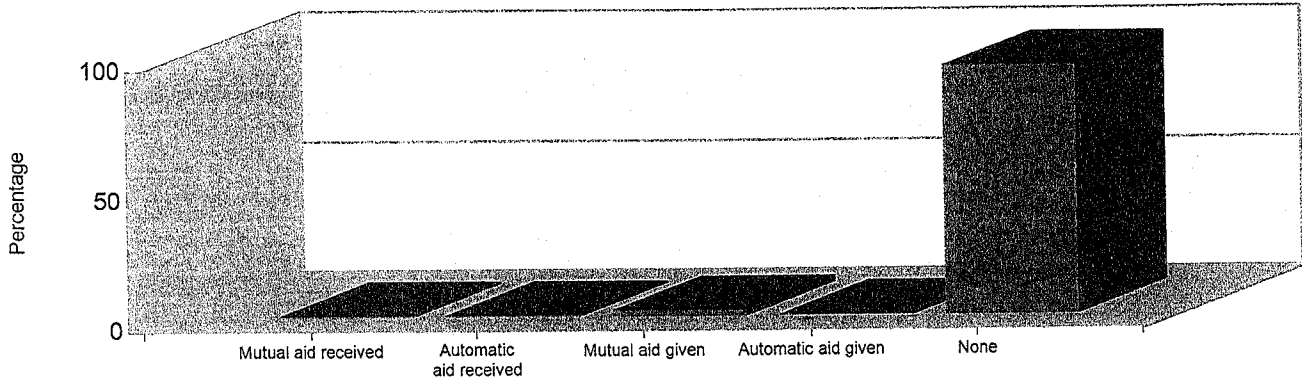 Percentage
100
50
0
Mutual aid received
Automatic
aid received
Mutual aid given
Automatic aid given
None